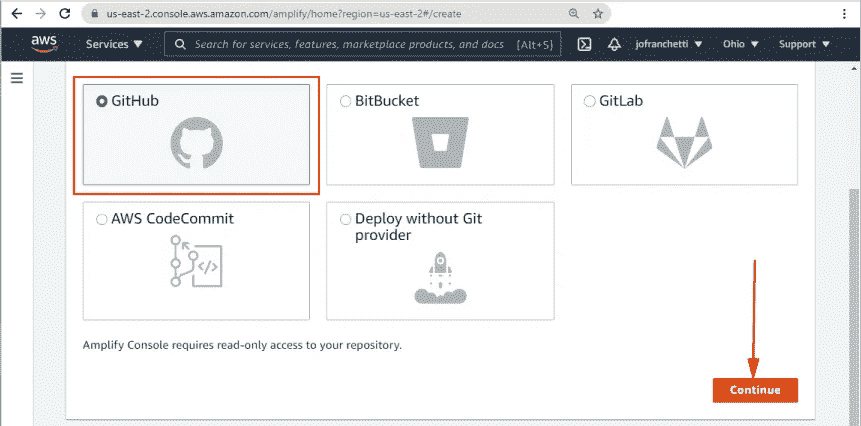 us-east-2.console.aws.amazon.com/amplify/home?region=us-east-2#/create
aws Services ▼ Search for services, features, marketplace products, and docs [Alt+S] jofranchetti ▼ Ohio ▼ Support ▼
GitHub
BitBucket
GitLab
AWS CodeCommit
Deploy without Git
provider
Amplify Console requires read-only access to your repository.
Continue